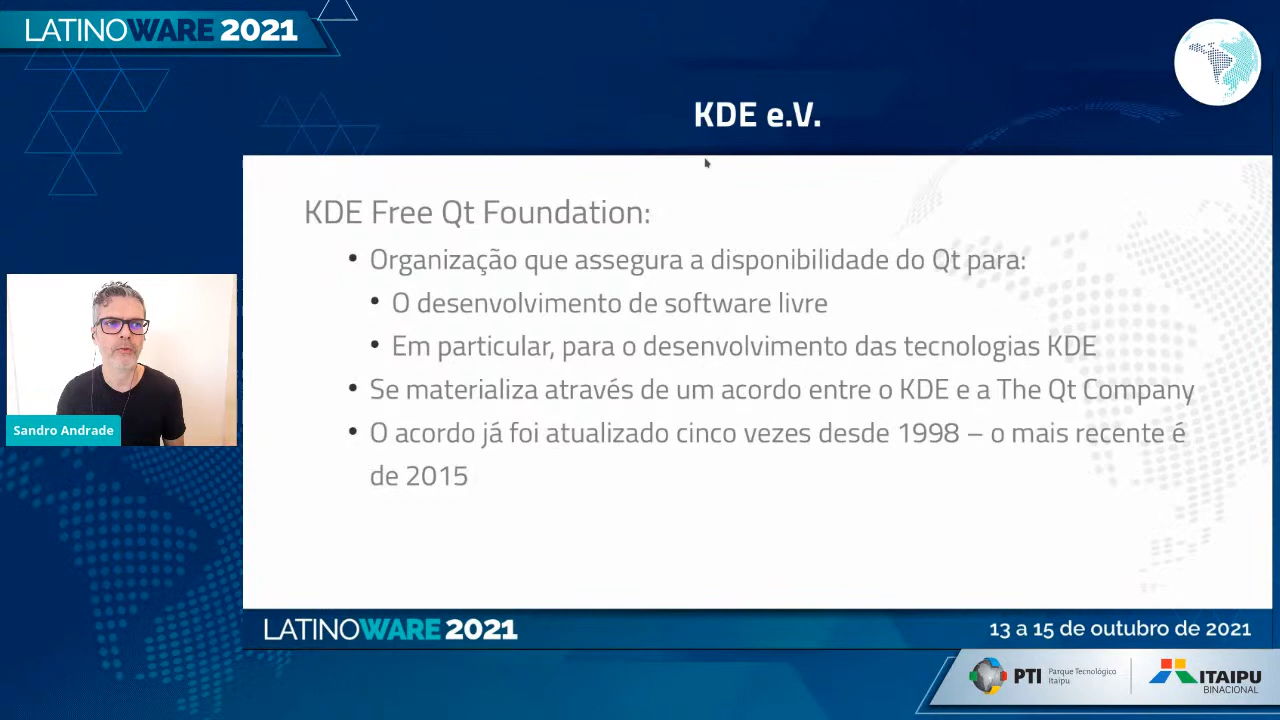 LATINOWARE 2021
KDE e.V.
KDE Free Qt Foundation:
• Organização que assegura a disponibilidade do Qt para:
• O desenvolvimento de software livre
• Em particular, para o desenvolvimento das tecnologias KDE
• Se materializa através de um acordo entre o KDE e a The Qt Company
• O acordo já foi atualizado cinco vezes desde 1998 – o mais recente é
de 2015
Sandro Andrade
LATINOWARE 2021
13 a 15 de outubro de 2021
PTI
Parque Tecnológico
Itaipu
ITAIPU
BINACIONAL